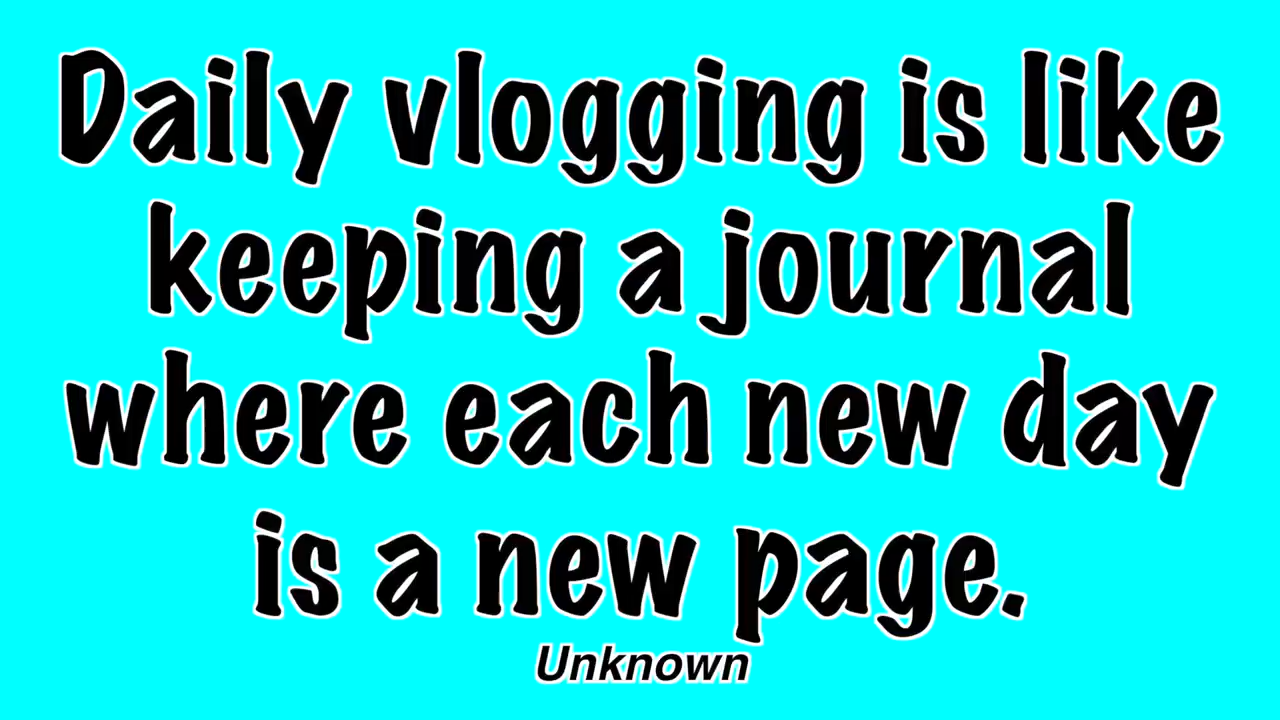 Daily vlogging is like
keeping a journal
where each new day
is a new page.
Unknown